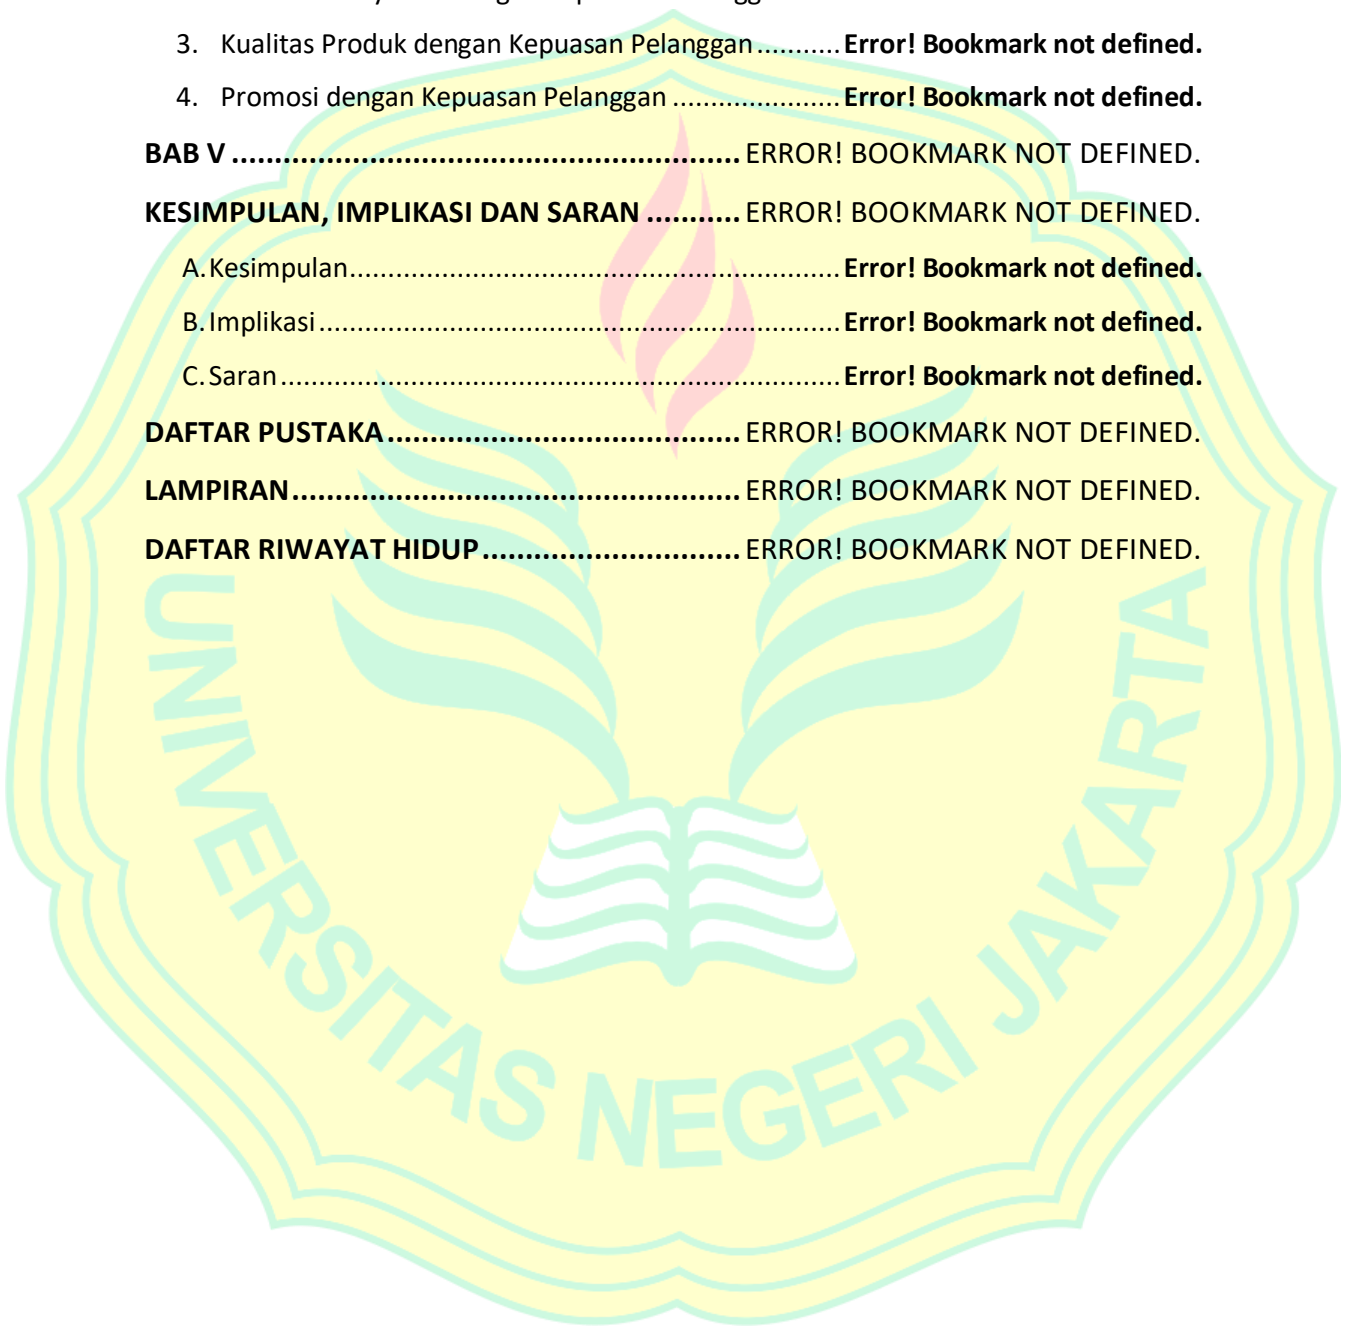 3. Kualitas Produk dengan Kepuasan Pelanggan ........... Error! Bookmark not defined.
4. Promosi dengan Kepuasan Pelanggan ...................... Error! Bookmark not defined.
BAB V ........................................................... ERROR! BOOKMARK NOT DEFINED.
KESIMPULAN, IMPLIKASI DAN SARAN ........... ERROR! BOOKMARK NOT DEFINED.
A. Kesimpulan ................................................................ Error! Bookmark not defined.
B. Implikasi .................................................................... Error! Bookmark not defined.
C. Saran ......................................................................... Error! Bookmark not defined.
DAFTAR PUSTAKA ......................................... ERROR! BOOKMARK NOT DEFINED.
LAMPIRAN .................................................... ERROR! BOOKMARK NOT DEFINED.
DAFTAR RIWAYAT HIDUP .............................. ERROR! BOOKMARK NOT DEFINED.
UNIVERSITAS NEGERI JAKARTA